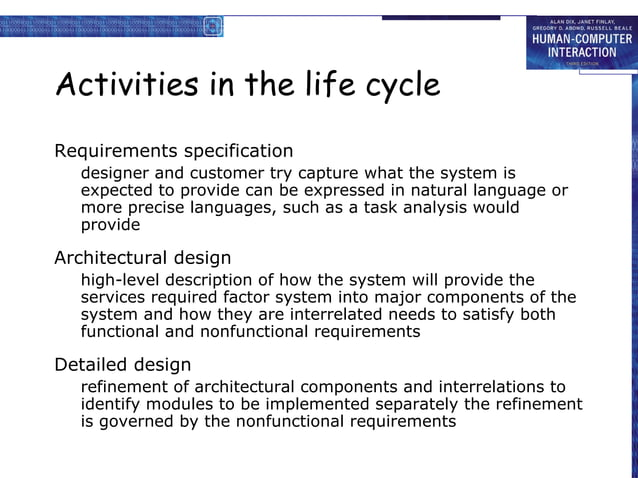 ALAN DIX, JANET FINLAY,
GREGORY D. ABOWD, RUSSELL BEALE
HUMAN-COMPUTER
INTERACTION
THIRD EDITION
Activities in the life cycle
Requirements specification
designer and customer try capture what the system is
expected to provide can be expressed in natural language or
more precise languages, such as a task analysis would
provide
Architectural design
high-level description of how the system will provide the
services required factor system into major components of the
system and how they are interrelated needs to satisfy both
functional and nonfunctional requirements
Detailed design
refinement of architectural components and interrelations to
identify modules to be implemented separately the refinement
is governed by the nonfunctional requirements